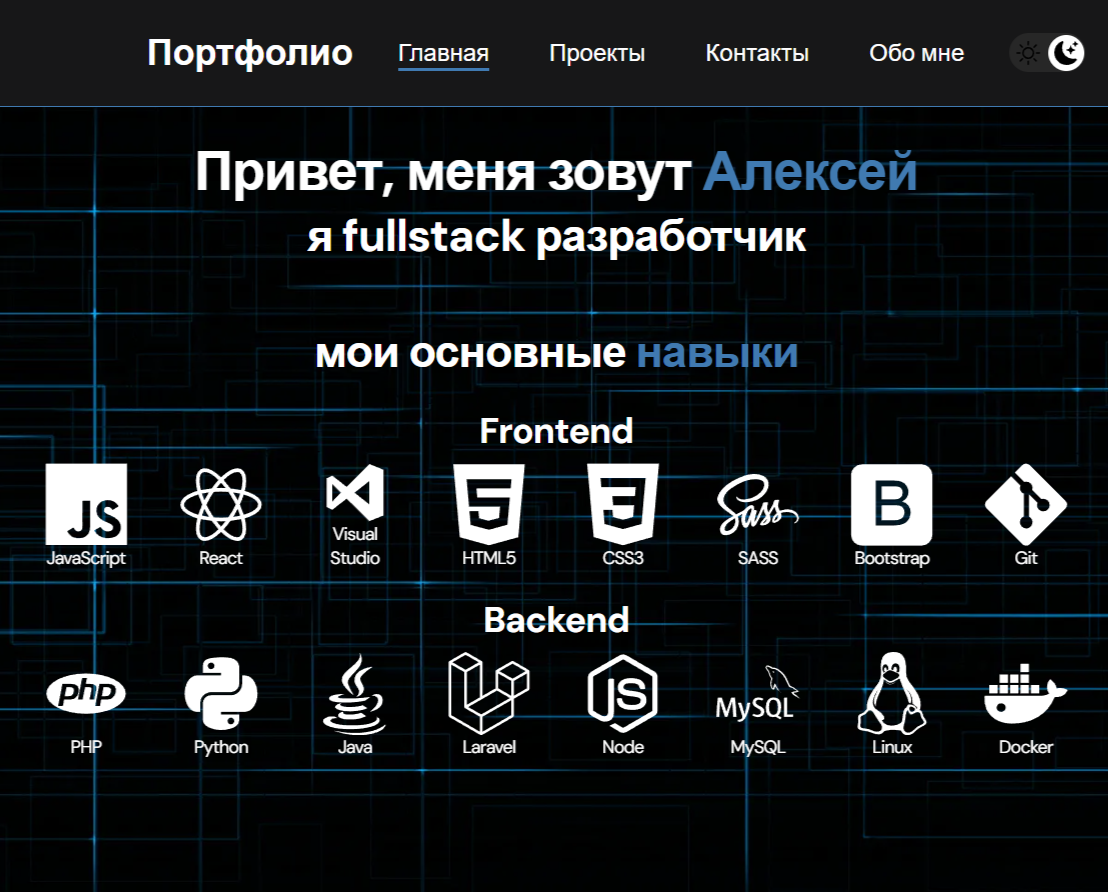 Портфолио Главная Проекты Контакты Обо мне
Привет, меня зовут Алексей
я fullstack разработчик
мои основные навыки
Frontend
JS
JavaScript
React
Visual
Studio
5
HTML5
3
CSS3
Sass
SASS
B
Bootstrap
Git
Backend
php
PHP
Python
Java
Laravel
JS
Node
MySQL
MySQL
Linux
Docker